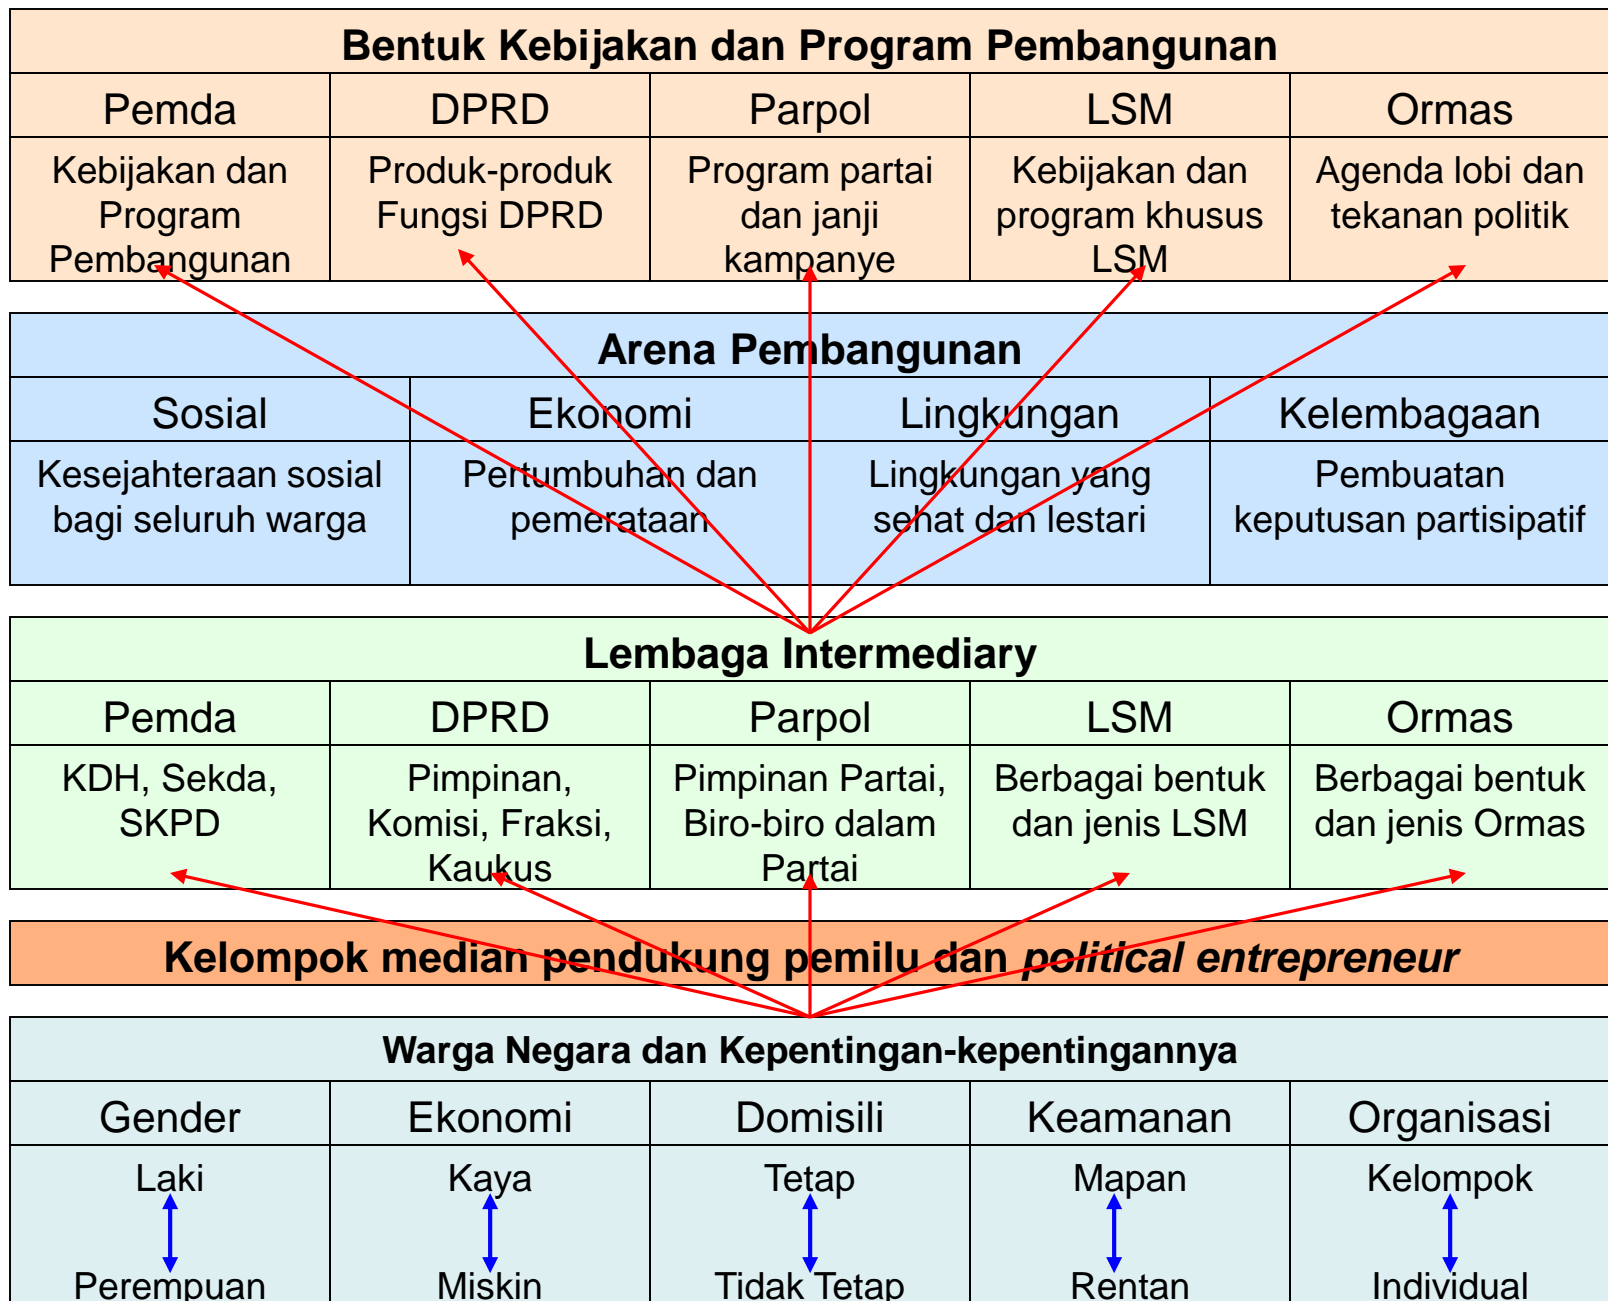 Bentuk Kebijakan dan Program Pembangunan
Pemda DPRD Parpol LSM Ormas
Kebijakan dan Program Pembangunan
Produk-produk Fungsi DPRD
Program partai dan janji kampanye
Kebijakan dan program khusus LSM
Agenda lobi dan tekanan politik
Arena Pembangunan
Sosial Ekonomi Lingkungan Kelembagaan
Kesejahteraan sosial bagi seluruh warga
Pertumbuhan dan pemerataan
Lingkungan yang sehat dan lestari
Pembuatan keputusan partisipatif
Lembaga Intermediary
Pemda DPRD Parpol LSM Ormas
KDH, Sekda, SKPD
Pimpinan, Komisi, Fraksi, Kaukus
Pimpinan Partai, Biro-biro dalam Partai
Berbagai bentuk dan jenis LSM
Berbagai bentuk dan jenis Ormas
Kelompok median pendukung pemilu dan political entrepreneur
Warga Negara dan Kepentingan-kepentingannya
Gender Ekonomi Domisili Keamanan Organisasi
Laki Kaya Tetap Mapan Kelompok
Perempuan Miskin Tidak Tetap Rentan Individual